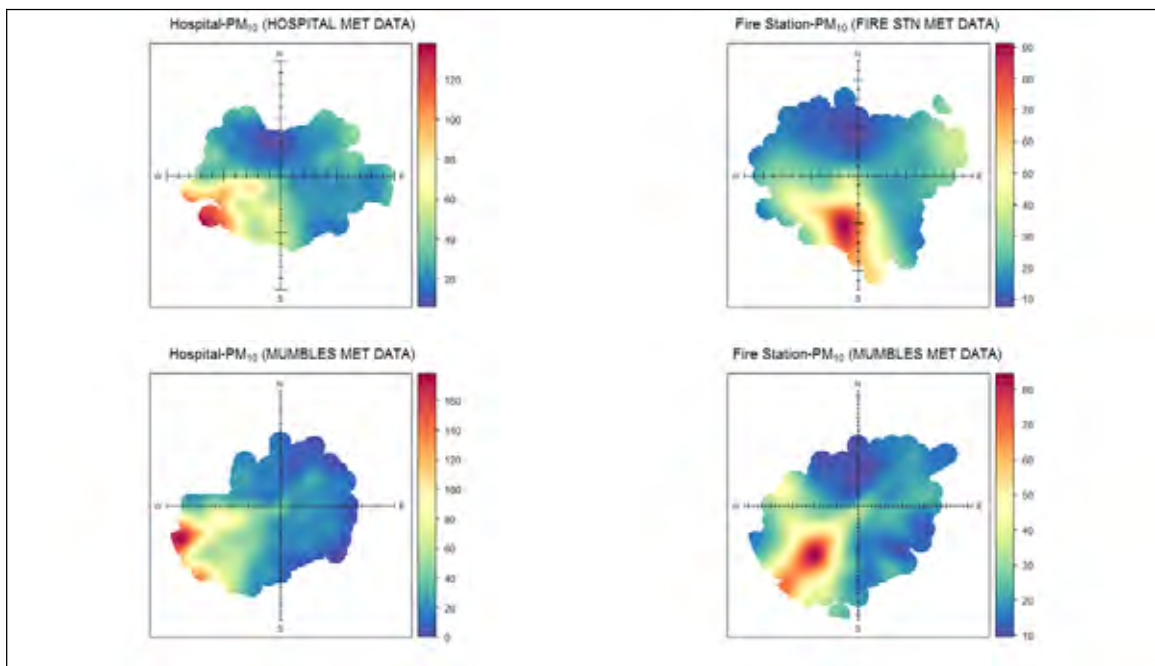 Hospital-PM₁₀ (HOSPITAL MET DATA)
N
W
E
S
120
100
80
60
40
20
Fire Station-PM₁₀ (FIRE STN MET DATA)
N
W
E
S
90
80
70
60
50
40
30
20
10
Hospital-PM₁₀ (MUMBLES MET DATA)
N
W
E
S
160
140
120
100
80
60
40
20
0
Fire Station-PM₁₀ (MUMBLES MET DATA)
N
W
E
S
80
70
60
50
40
30
20
10